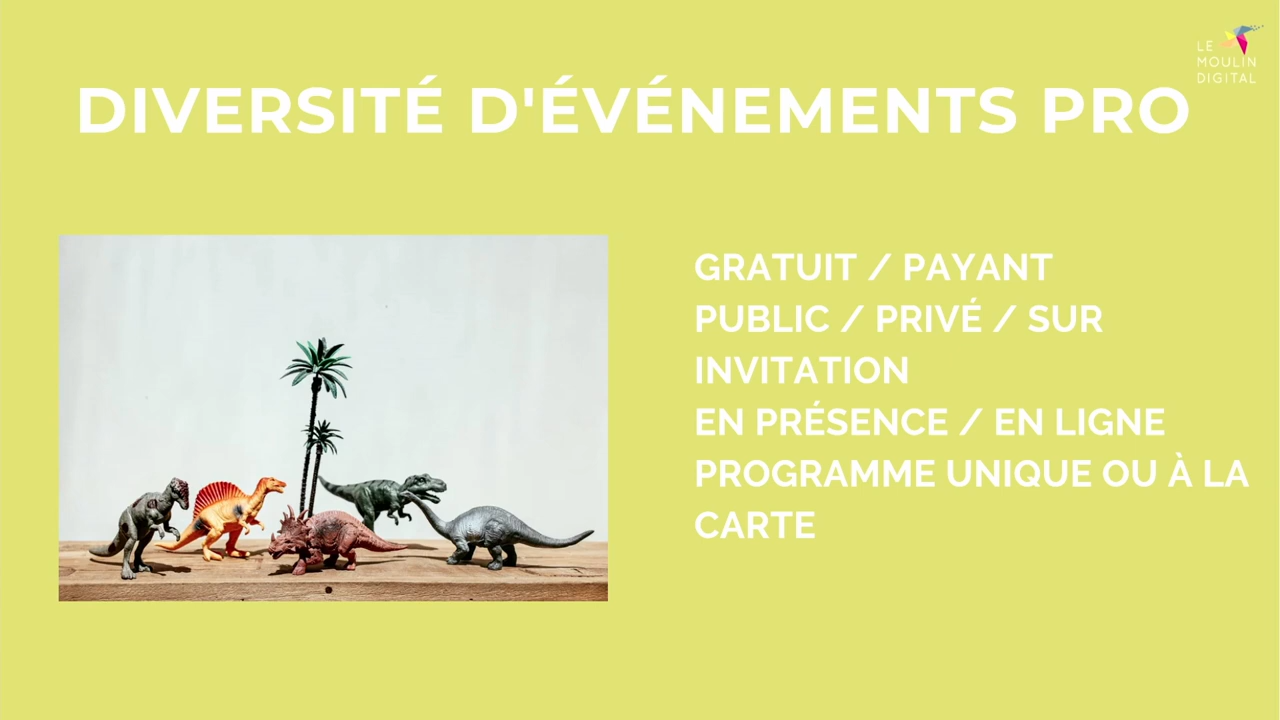 LE
MOULIN
DIGITAL
DIVERSITÉ D'ÉVÉNEMENTS PRO
GRATUIT / PAYANT
PUBLIC / PRIVÉ / SUR
INVITATION
EN PRÉSENCE / EN LIGNE
PROGRAMME UNIQUE OU À LA
CARTE